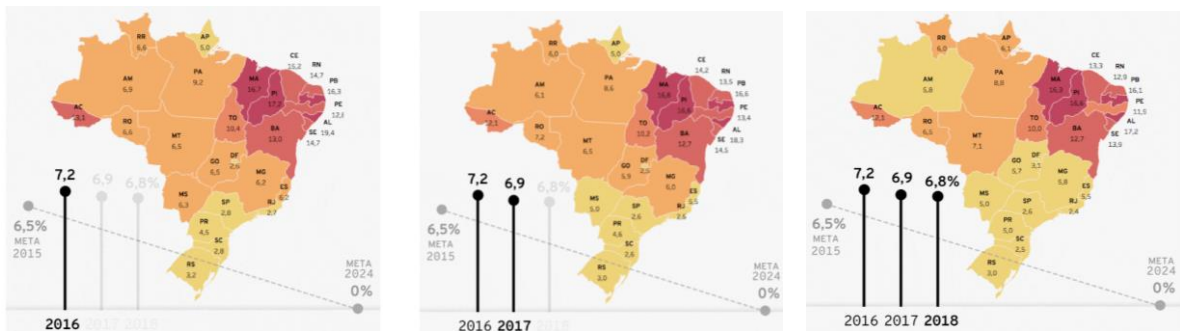 RR
6,6
AP
5,0
AM
6,9
PA
9,2
MA
16,7
PI
17,2
CE
15,2
RN
14,7
PB
16,3
PE
AL
19,4
SE
14,7
AC
13,1
RO
6,6
TO
10,4
BA
13,0
MT
6,5
GO
6,5
DF
2,6
MG
6,2
ES
6,2
MS
6,3
SP
2,8
RJ
2,7
PR
4,5
SC
2,8
RS
3,2
7,2
6,9
6,8%
6,5%
META
2015
META
2024
0%
2016
2017
2018
RR
6,0
AP
5,0
AM
6,1
PA
8,6
MA
16,8
PI
16,6
CE
14,2
RN
13,5
PB
16,6
PE
13,4
AL
18,3
SE
14,5
AC
12,1
RO
7,2
TO
10,2
BA
12,7
MT
6,5
GO
5,9
DF
2,5
MG
6,0
ES
5,5
MS
5,0
SP
2,6
RJ
2,5
PR
4,6
SC
2,6
RS
3,0
7,2
6,9
6,8%
6,5%
META
2015
META
2024
0%
2016
2017
2018
RR
6,0
AP
6,1
AM
5,8
PA
8,8
MA
16,3
PI
16,6
CE
13,3
RN
12,9
PB
16,1
PE
11,9
AL
17,2
SE
13,9
AC
12,1
RO
6,5
TO
10,0
BA
12,7
MT
7,1
GO
5,7
DF
3,1
MG
5,8
ES
5,5
MS
5,0
SP
2,6
RJ
2,4
PR
5,0
SC
2,5
RS
3,0
7,2
6,9
6,8%
6,5%
META
2015
META
2024
0%
2016
2017
2018